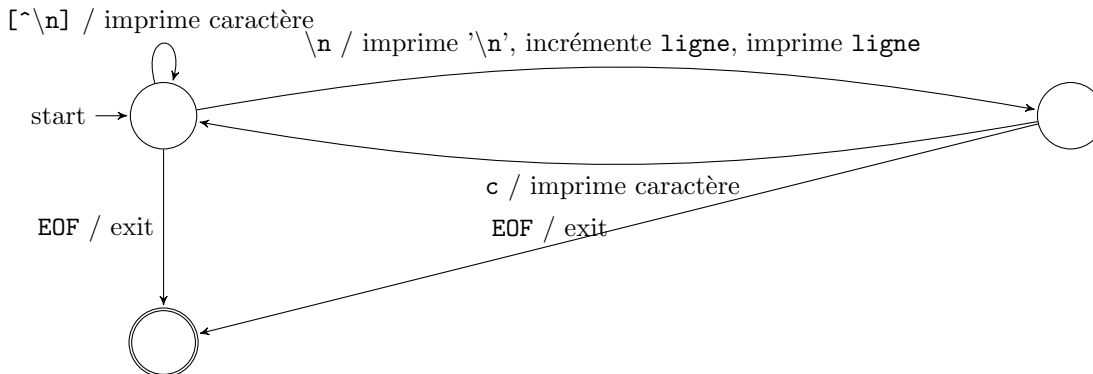 [^\n] / imprime caractère
\n / imprime '\n', incrémente ligne, imprime ligne
start
c / imprime caractère
EOF / exit
EOF / exit